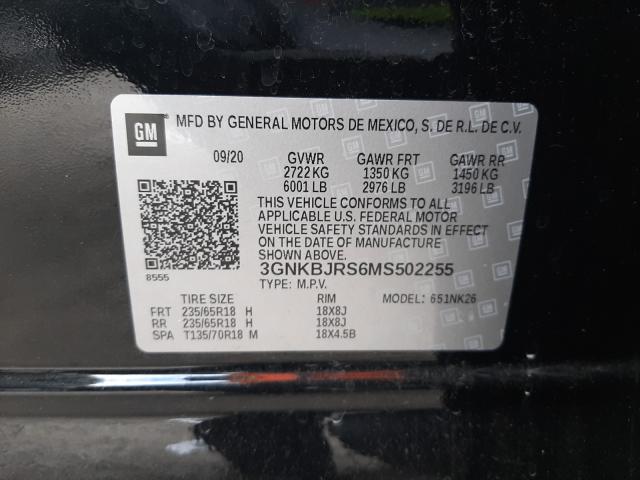 GM
MFD BY GENERAL MOTORS DE MEXICO, S. DE R.L. DE C.V.
09/20 GVWR GAWR FRT GAWR RR
2722 KG 1350 KG 1450 KG
6001 LB 2976 LB 3196 LB
THIS VEHICLE CONFORMS TO ALL
APPLICABLE U.S. FEDERAL MOTOR
VEHICLE SAFETY STANDARDS
IN EFFECT ON THE DATE OF MANUFACTURE
SHOWN ABOVE.
3GNKBJRS6MS502255
8555
TYPE: M.P.V.
TIRE SIZE RIM MODEL: 651NK26
FRT 235/65R18 H 18X8J
RR 235/65R18 H 18X8J
SPA T135/70R18 M 18X4.5B